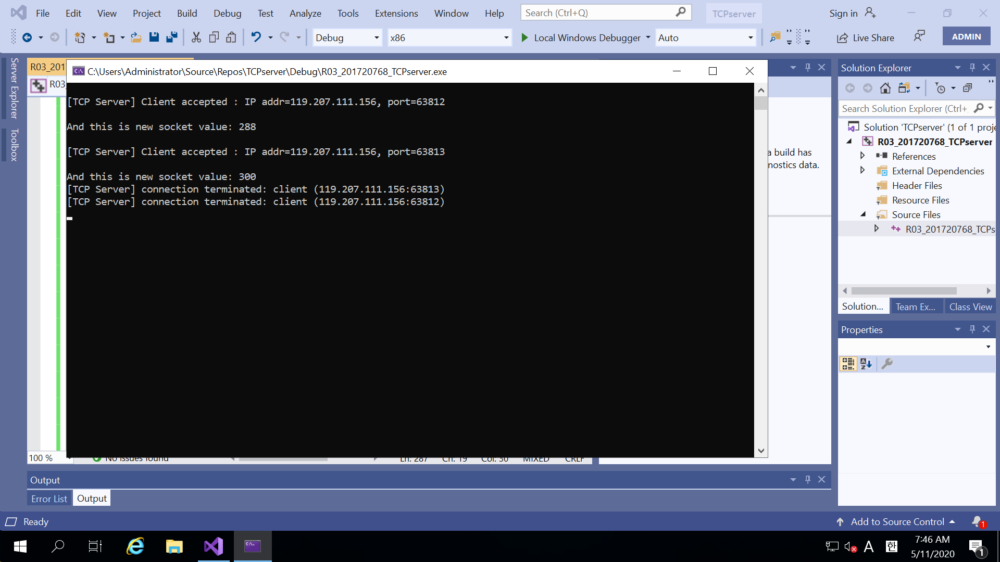 File Edit View Project Build Debug Test Analyze Tools Extensions Window Help Search (Ctrl+Q) TCPserver Sign in
Debug x86 Local Windows Debugger Auto Live Share ADMIN
Server Explorer
Toolbox
R03_201
R03_
C:\Users\Administrator\Source\Repos\TCPserver\Debug\R03_201720768_TCPserver.exe
[TCP Server] Client accepted : IP addr=119.207.111.156, port=63812
And this is new socket value: 288
[TCP Server] Client accepted : IP addr=119.207.111.156, port=63813
And this is new socket value: 300
[TCP Server] connection terminated: client (119.207.111.156:63813)
[TCP Server] connection terminated: client (119.207.111.156:63812)
a build has
nostics data.
100 % No issues found Ln: 287 Ch: 19 Col: 30 MIXED CRLF
Output
Error List Output
Solution Explorer
Search Solution Explorer (Ctrl+
Solution 'TCPserver' (1 of 1 proje
R03_201720768_TCPserver
References
External Dependencies
Header Files
Resource Files
Source Files
R03_201720768_TCPs
Solution... Team Ex... Class View
Properties
Ready Add to Source Control 1
A 한 7:46 AM
5/11/2020 1